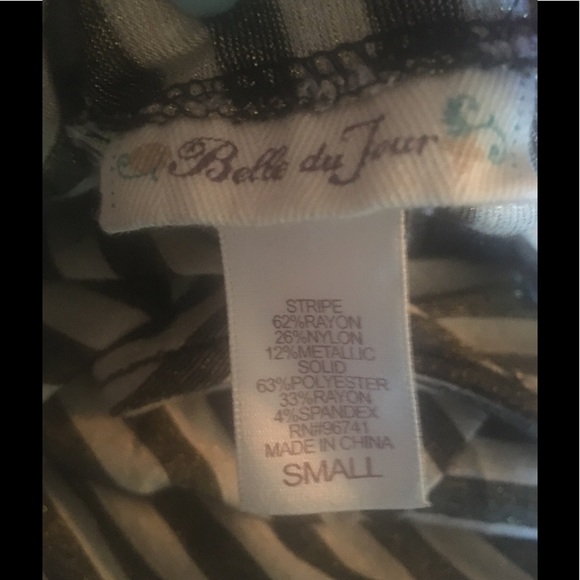 Belle du Jour
STRIPE
62%RAYON
26%NYLON
12%METALLIC
SOLID
63%POLYESTER
33%RAYON
4%SPANDEX
RN#96741
MADE IN CHINA
SMALL